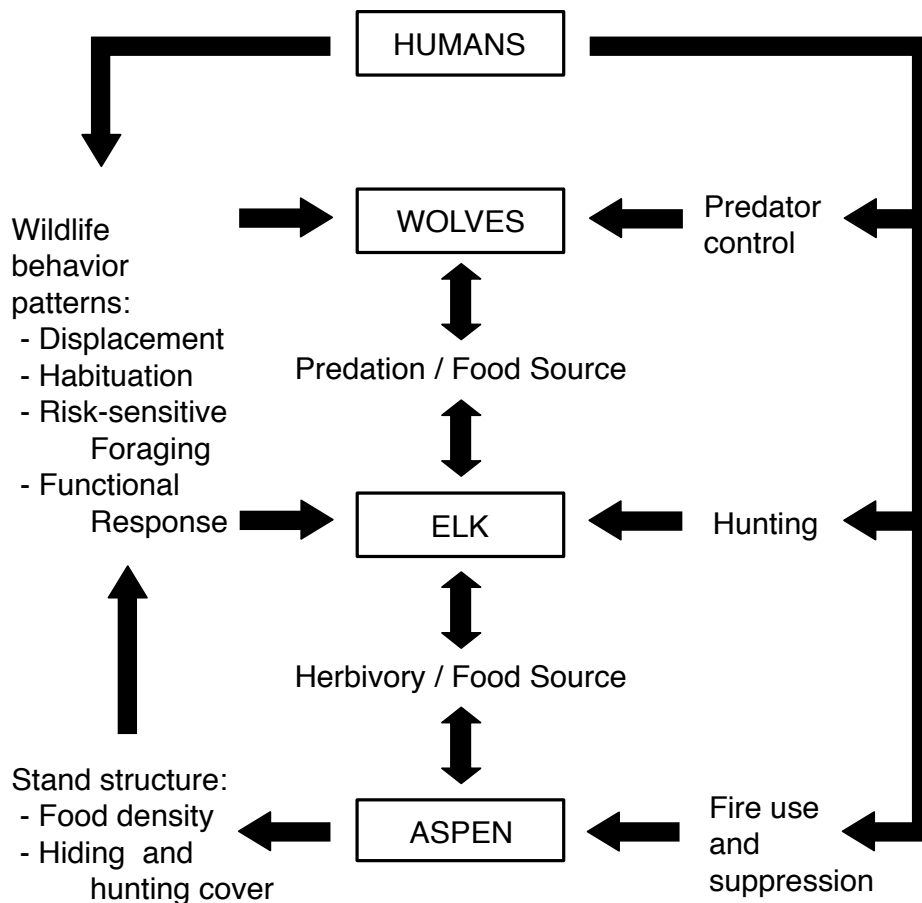 HUMANS
Wildlife
behavior
patterns:
- Displacement
- Habituation
- Risk-sensitive
Foraging
- Functional
Response
WOLVES
Predator
control
Predation / Food Source
ELK
Hunting
Herbivory / Food Source
Stand structure:
- Food density
- Hiding and
hunting cover
ASPEN
Fire use
and
suppression